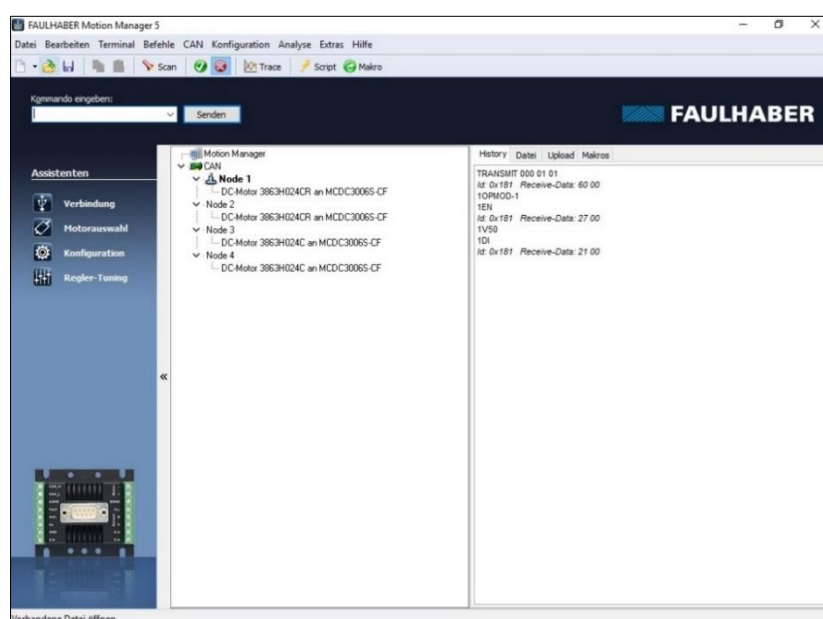 FAULHABER Motion Manager 5
Datei Bearbeiten Terminal Befehle CAN Konfiguration Analyse Extras Hilfe
Scan Trace Script Makro
Kommando eingeben:
Senden
FAULHABER
Assistenten
Verbindung
Motorauswahl
Konfiguration
Regler-Tuning
«
Motion Manager
CAN
Node 1
DC-Motor 3863H024CR an MCDC3006S-CF
Node 2
DC-Motor 3863H024CR an MCDC3006S-CF
Node 3
DC-Motor 3863H024C an MCDC3006S-CF
Node 4
DC-Motor 3863H024C an MCDC3006S-CF
History Datei Upload Makros
TRANSMIT 000 01 01
Id: 0x181 Receive-Data: 60 00
1OPMOD-1
1EN
Id: 0x181 Receive-Data: 27 00
1V50
1DI
Id: 0x181 Receive-Data: 21 00
Vorhandene Datei öffnen